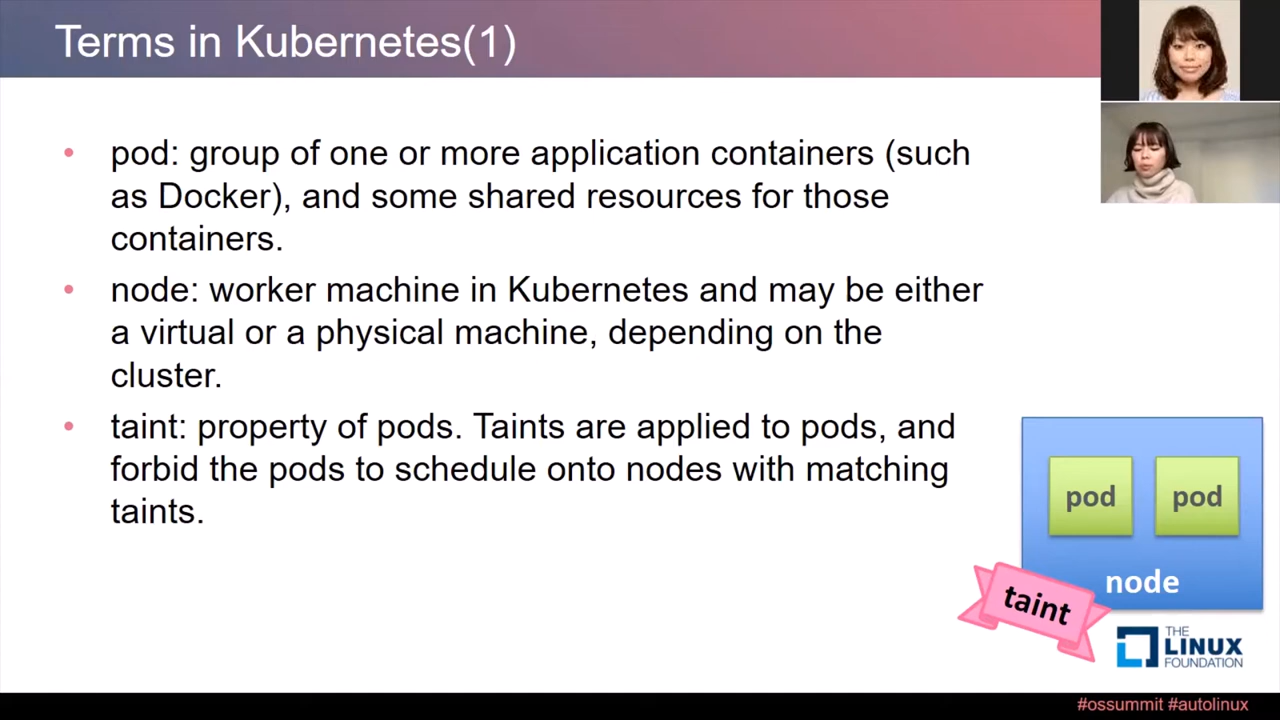 Terms in Kubernetes(1)
• pod: group of one or more application containers (such
as Docker), and some shared resources for those
containers.
• node: worker machine in Kubernetes and may be either
a virtual or a physical machine, depending on the
cluster.
• taint: property of pods. Taints are applied to pods, and
forbid the pods to schedule onto nodes with matching
taints.
pod pod
node
taint
THE
LINUX
FOUNDATION
#ossummit #autolinux